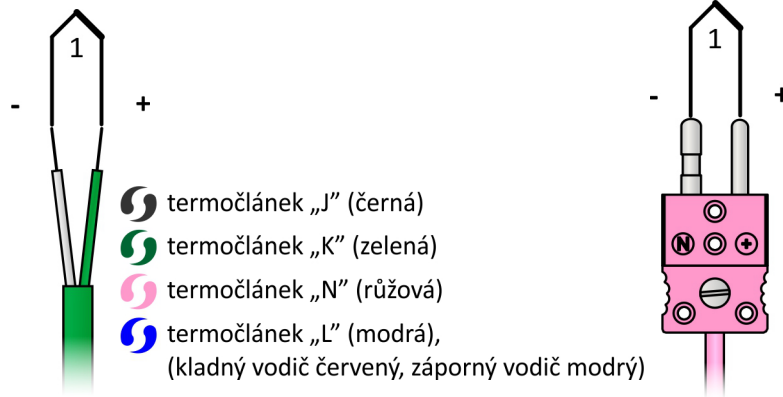 1
- +
termočlánek „J” (černá)
termočlánek „K” (zelená)
termočlánek „N” (růžová)
termočlánek „L” (modrá),
(kladný vodič červený, záporný vodič modrý)
1
- +
N +